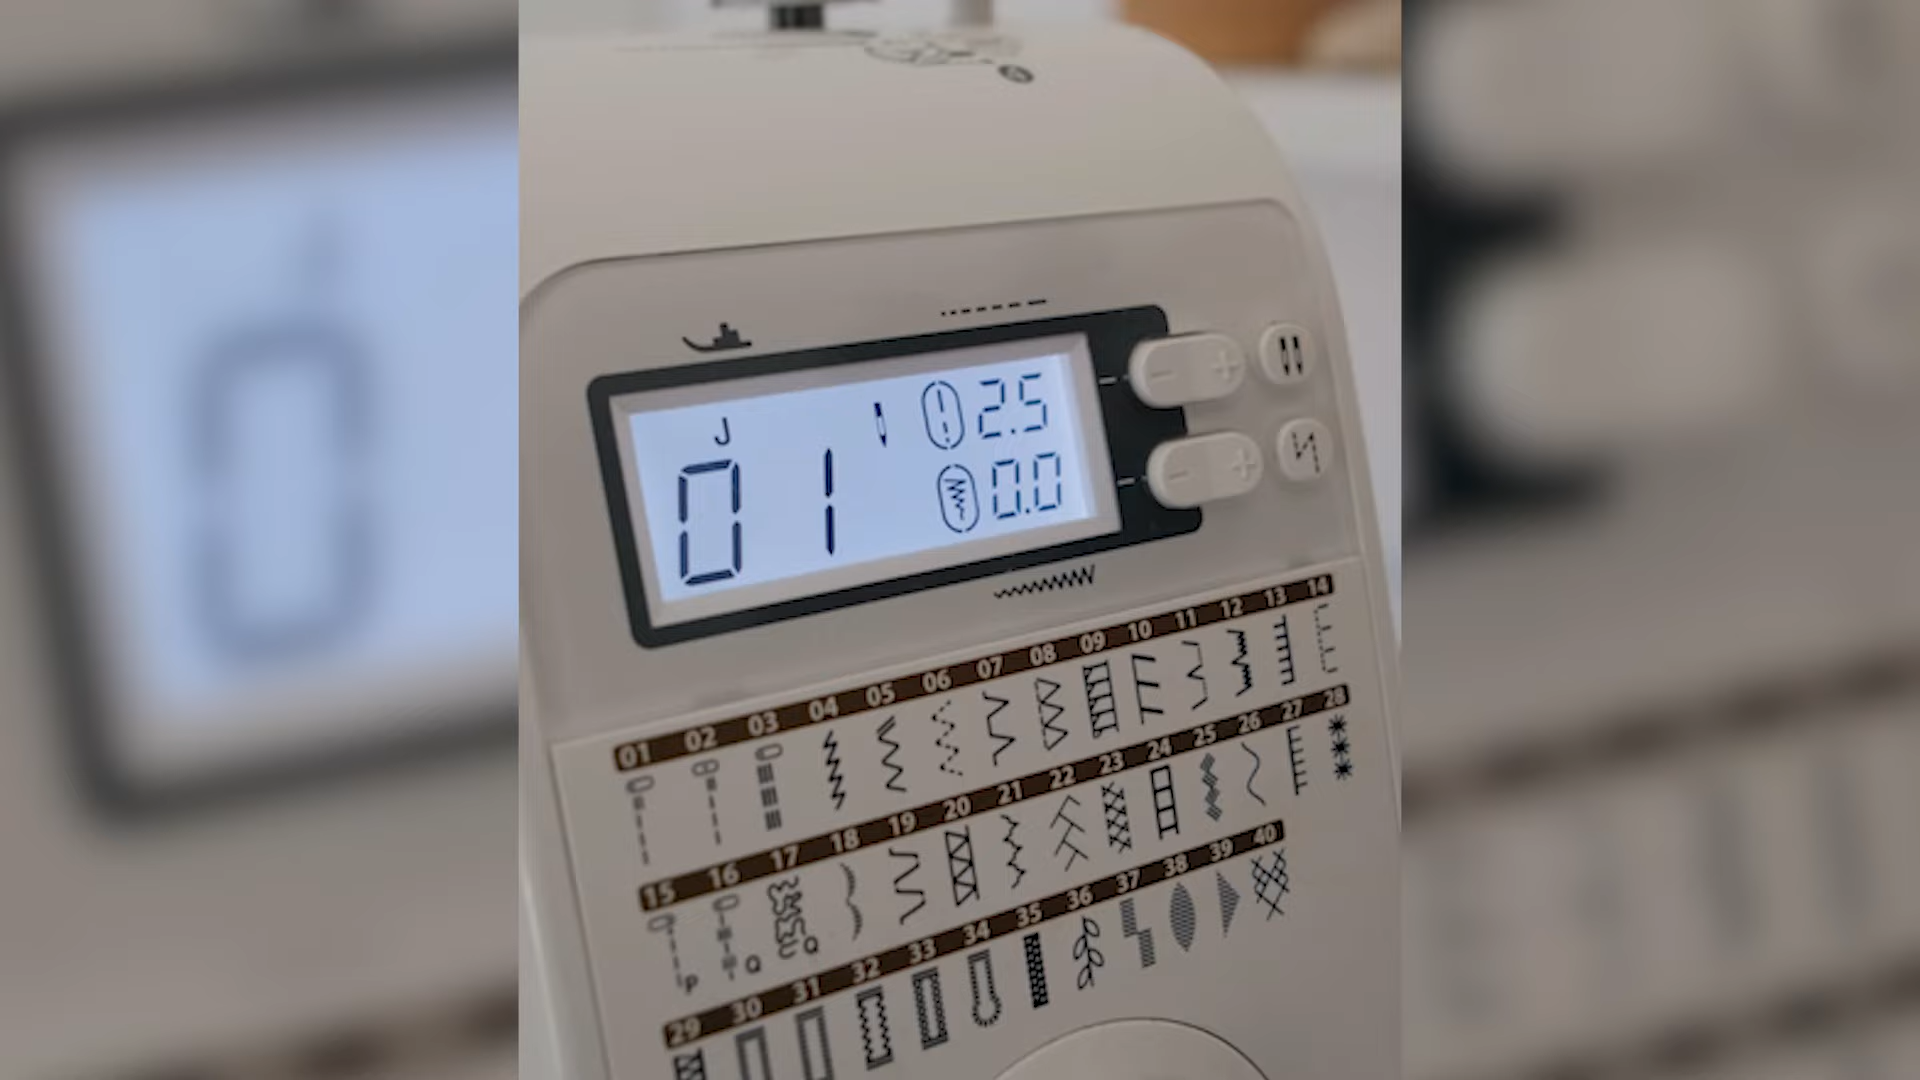 J 2.5
01 0.0
01 02 03 04 05 06 07 08 09 10 11 12 13 14
15 16 17 18 19 20 21 22 23 24 25 26 27 28
P Q Q
29 30 31 32 33 34 35 36 37 38 39 40